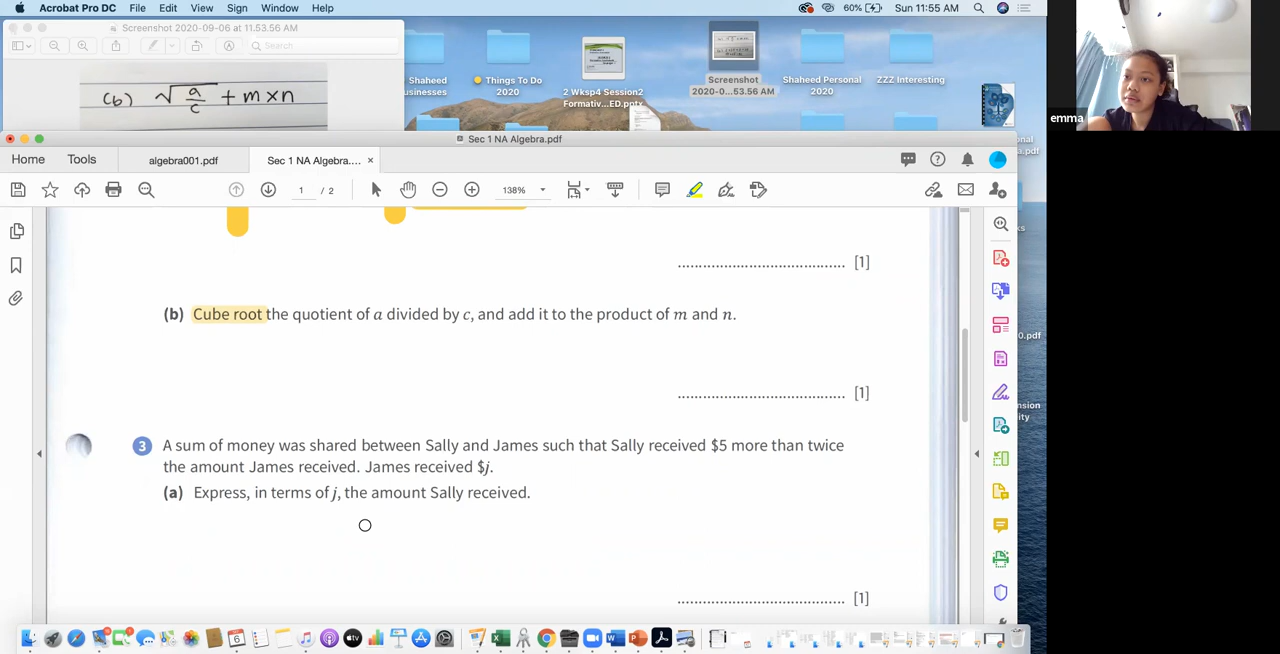 Acrobat Pro DC File Edit View Sign Window Help 60% Sun 11:55 AM
Screenshot 2020-09-06 at 11.53.56 AM
Search
(b) √a/c + m × n
Shaheed
usinesses
Things To Do
2020
2 Wksp4 Session2
Formativ...ED.pptx
Screenshot
2020-0...53.56 AM
Shaheed Personal
2020
ZZZ Interesting
emma
Sec 1 NA Algebra.pdf
Home Tools algebra001.pdf Sec 1 NA Algebra.... ×
1 / 2 138%
[1]
(b) Cube root the quotient of a divided by c, and add it to the product of m and n.
[1]
3 A sum of money was shared between Sally and James such that Sally received $5 more than twice
the amount James received. James received $j.
(a) Express, in terms of j, the amount Sally received.
[1]